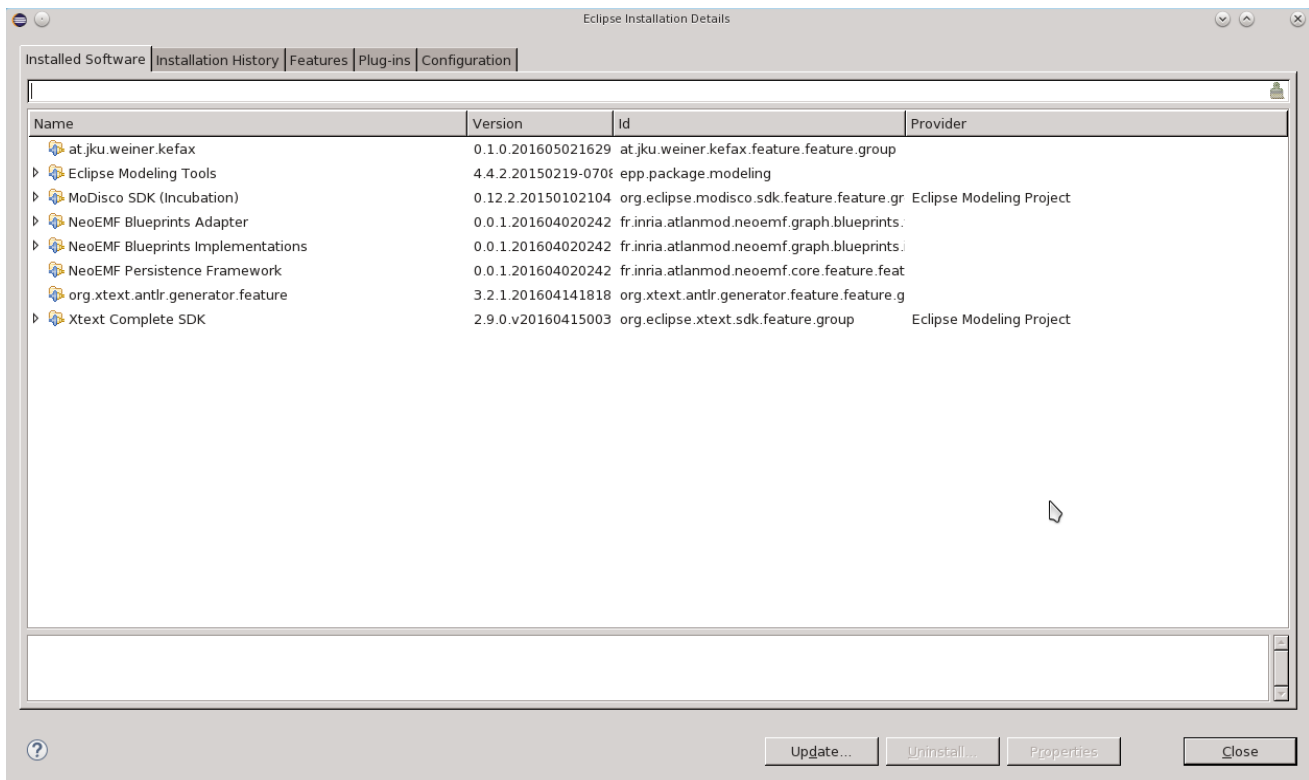 Eclipse Installation Details
Installed Software Installation History Features Plug-ins Configuration
Name Version Id Provider
at.jku.weiner.kefax 0.1.0.201605021629 at.jku.weiner.kefax.feature.feature.group
Eclipse Modeling Tools 4.4.2.20150219-0708 epp.package.modeling
MoDisco SDK (Incubation) 0.12.2.20150102104 org.eclipse.modisco.sdk.feature.feature.gr Eclipse Modeling Project
NeoEMF Blueprints Adapter 0.0.1.201604020242 fr.inria.atlanmod.neoemf.graph.blueprints.
NeoEMF Blueprints Implementations 0.0.1.201604020242 fr.inria.atlanmod.neoemf.graph.blueprints.i
NeoEMF Persistence Framework 0.0.1.201604020242 fr.inria.atlanmod.neoemf.core.feature.feat
org.xtext.antlr.generator.feature 3.2.1.201604141818 org.xtext.antlr.generator.feature.feature.g
Xtext Complete SDK 2.9.0.v20160415003 org.eclipse.xtext.sdk.feature.group Eclipse Modeling Project
? Update... Uninstall... Properties Close